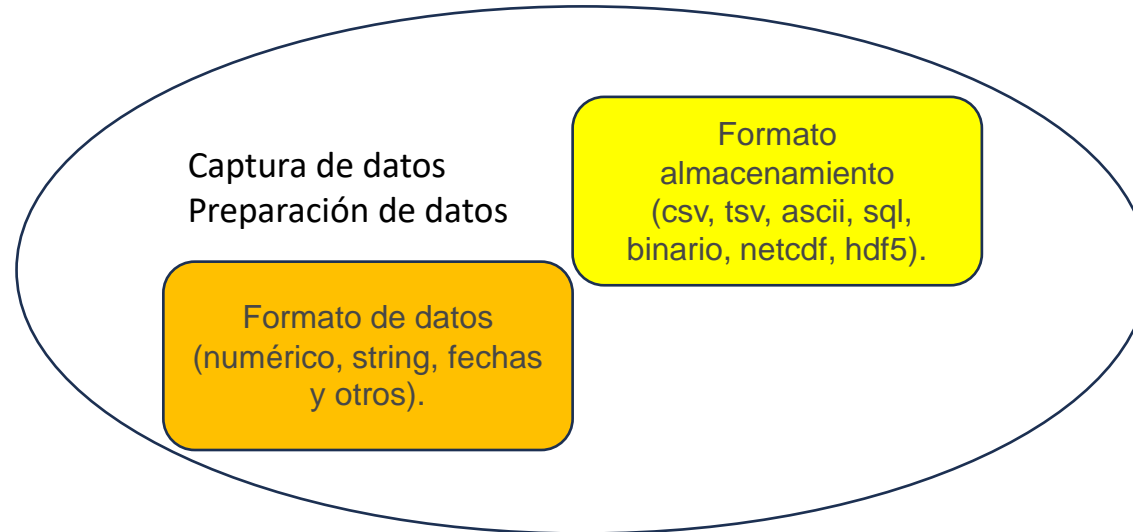 Captura de datos
Preparación de datos
Formato
almacenamiento
(csv, tsv, ascii, sql,
binario, netcdf, hdf5).
Formato de datos
(numérico, string, fechas
y otros).